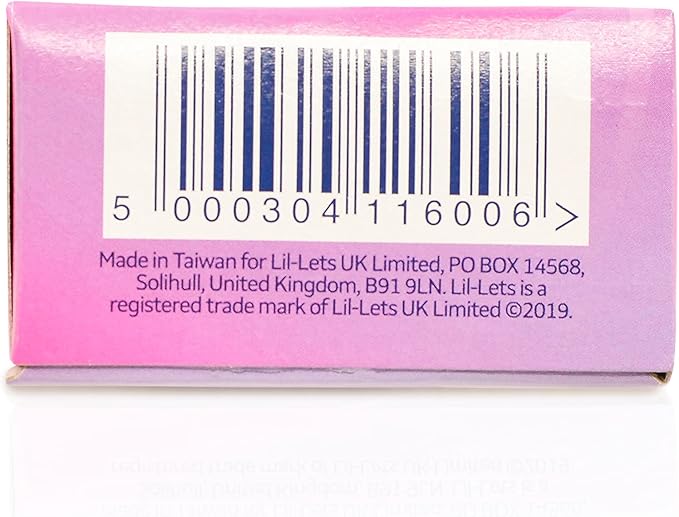 5 000304 116006 >
Made in Taiwan for Lil-Lets UK Limited, PO BOX 14568,
Solihull, United Kingdom, B91 9LN. Lil-Lets is a
registered trade mark of Lil-Lets UK Limited ©2019.